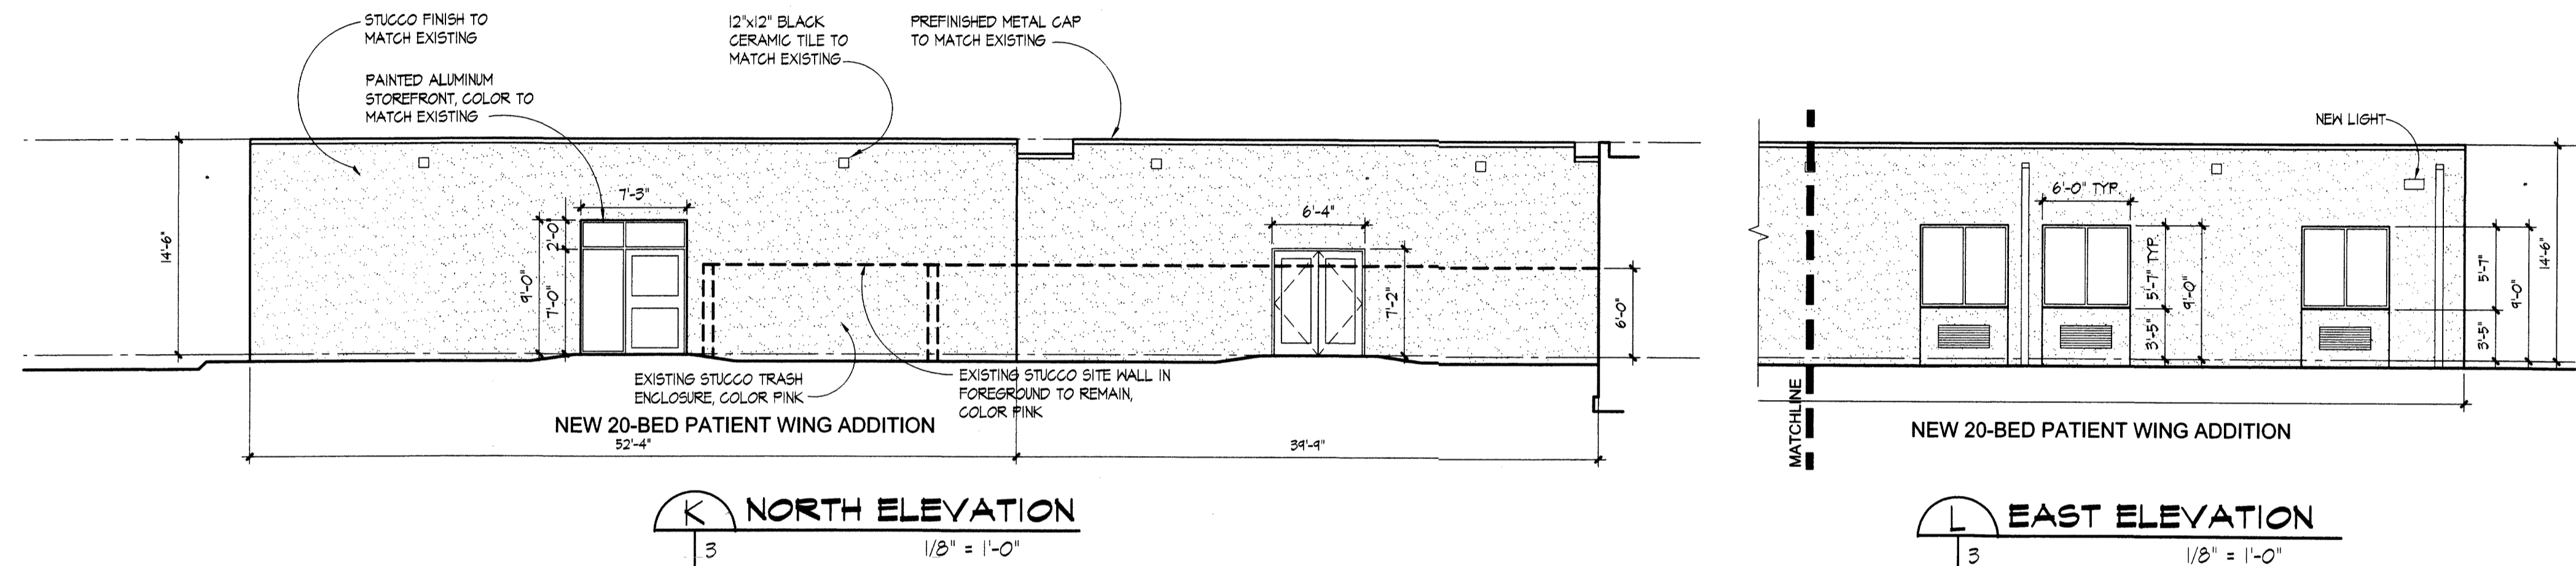 STUCCO FINISH TO
MATCH EXISTING
PAINTED ALUMINUM
STOREFRONT, COLOR TO
MATCH EXISTING
12"x12" BLACK
CERAMIC TILE TO
MATCH EXISTING
PREFINISHED METAL CAP
TO MATCH EXISTING
14'-6"
7'-3"
2'-0"
9'-0"
7'-0"
6'-4"
7'-2"
6'-0"
EXISTING STUCCO TRASH
ENCLOSURE, COLOR PINK
EXISTING STUCCO SITE WALL IN
FOREGROUND TO REMAIN,
COLOR PINK
NEW 20-BED PATIENT WING ADDITION
52'-4"
39'-9"
K
3
NORTH ELEVATION
1/8" = 1'-0"
NEW LIGHT
6'-0" TYP.
5'-7" TYP.
3'-5"
9'-0"
5'-7"
3'-5"
9'-0"
14'-6"
MATCHLINE
NEW 20-BED PATIENT WING ADDITION
L
3
EAST ELEVATION
1/8" = 1'-0"